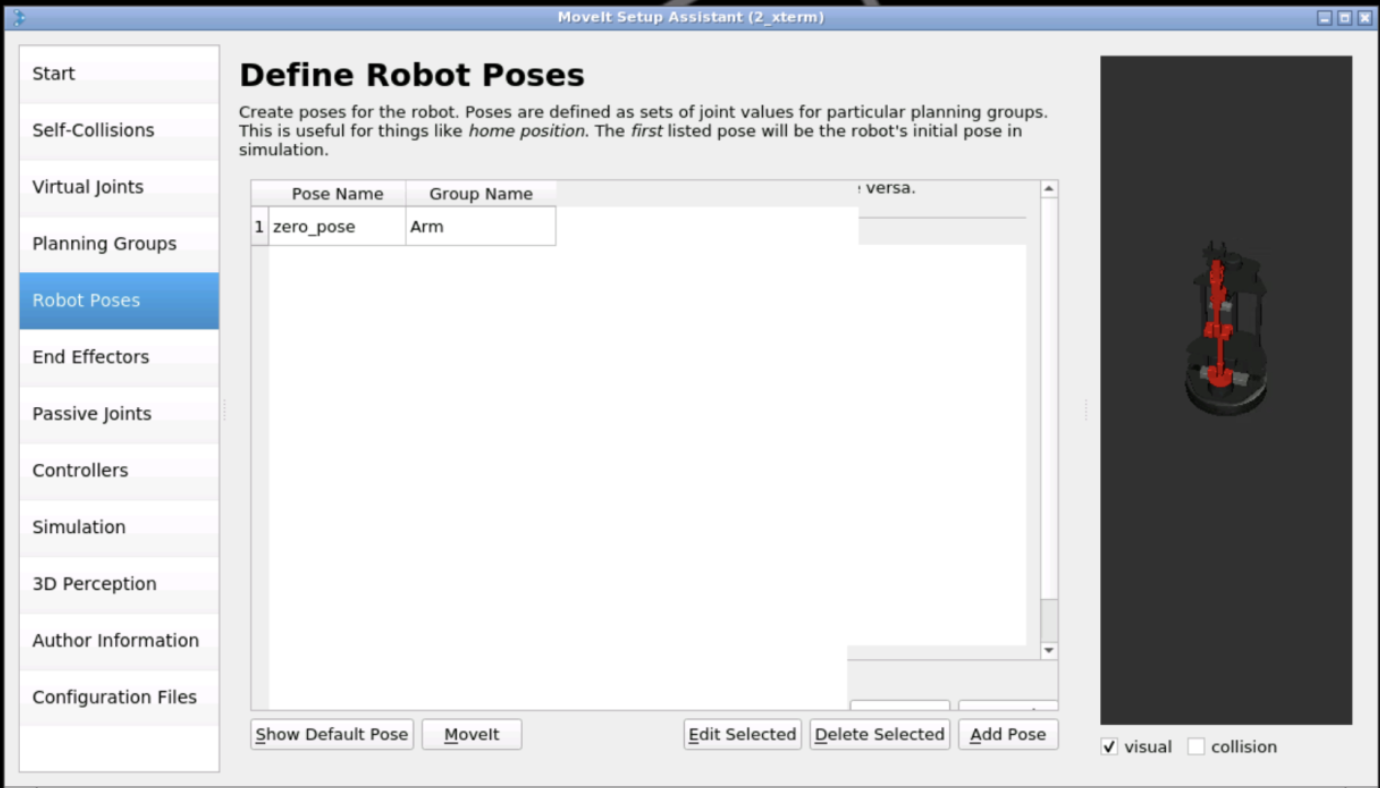 MoveIt Setup Assistant (2_xterm)
Start
Self-Collisions
Virtual Joints
Planning Groups
Robot Poses
End Effectors
Passive Joints
Controllers
Simulation
3D Perception
Author Information
Configuration Files
Define Robot Poses
Create poses for the robot. Poses are defined as sets of joint values for particular planning groups.
This is useful for things like home position. The first listed pose will be the robot's initial pose in
simulation.
Pose Name Group Name
versa.
1 zero_pose Arm
Show Default Pose MoveIt Edit Selected Delete Selected Add Pose
visual collision